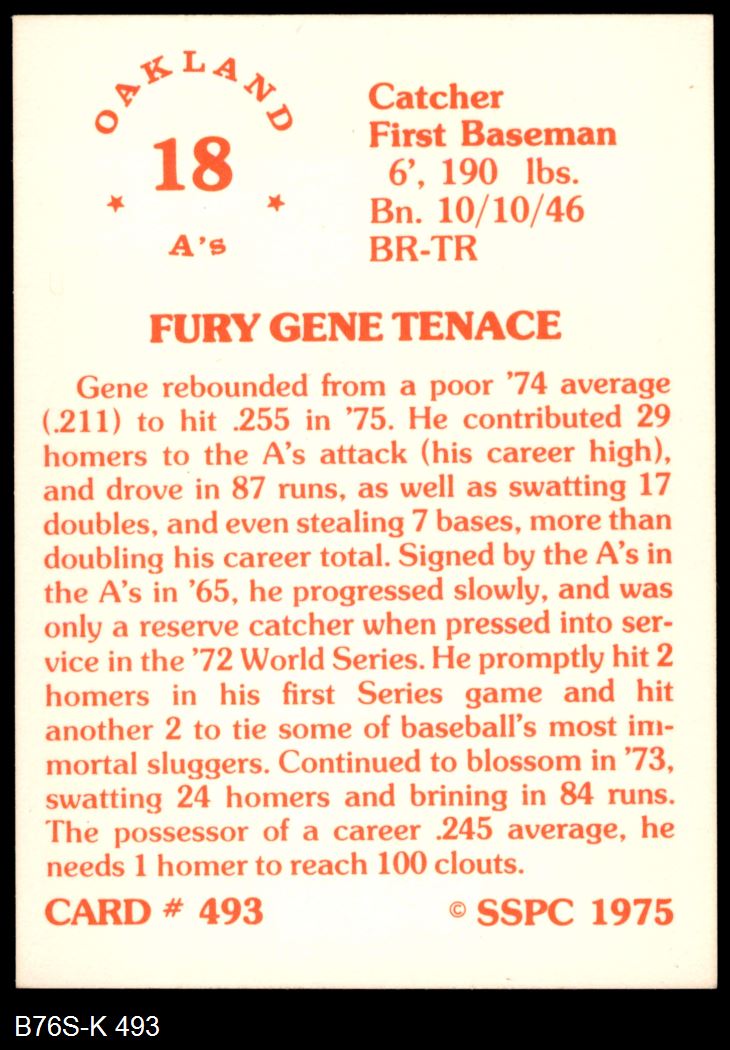 OAKLAND
18
A's
Catcher
First Baseman
6', 190 lbs.
Bn. 10/10/46
BR-TR
FURY GENE TENACE
Gene rebounded from a poor '74 average
(.211) to hit .255 in '75. He contributed 29
homers to the A's attack (his career high),
and drove in 87 runs, as well as swatting 17
doubles, and even stealing 7 bases, more than
doubling his career total. Signed by the A's in
the A's in '65, he progressed slowly, and was
only a reserve catcher when pressed into ser-
vice in the '72 World Series. He promptly hit 2
homers in his first Series game and hit
another 2 to tie some of baseball's most im-
mortal sluggers. Continued to blossom in '73,
swatting 24 homers and brining in 84 runs.
The possessor of a career .245 average, he
needs 1 homer to reach 100 clouts.
CARD # 493
© SSPC 1975
B76S-K 493